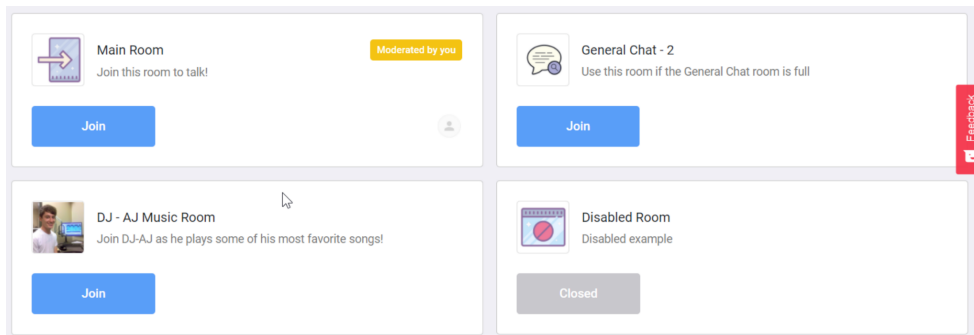 Main Room
Moderated by you
Join this room to talk!
Join
General Chat - 2
Use this room if the General Chat room is full
Join
Feedback
DJ - AJ Music Room
Join DJ-AJ as he plays some of his most favorite songs!
Join
Disabled Room
Disabled example
Closed